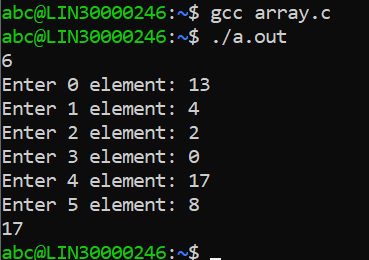 abc@LIN30000246:~$ gcc array.c
abc@LIN30000246:~$ ./a.out
6
Enter 0 element: 13
Enter 1 element: 4
Enter 2 element: 2
Enter 3 element: 0
Enter 4 element: 17
Enter 5 element: 8
17
abc@LIN30000246:~$